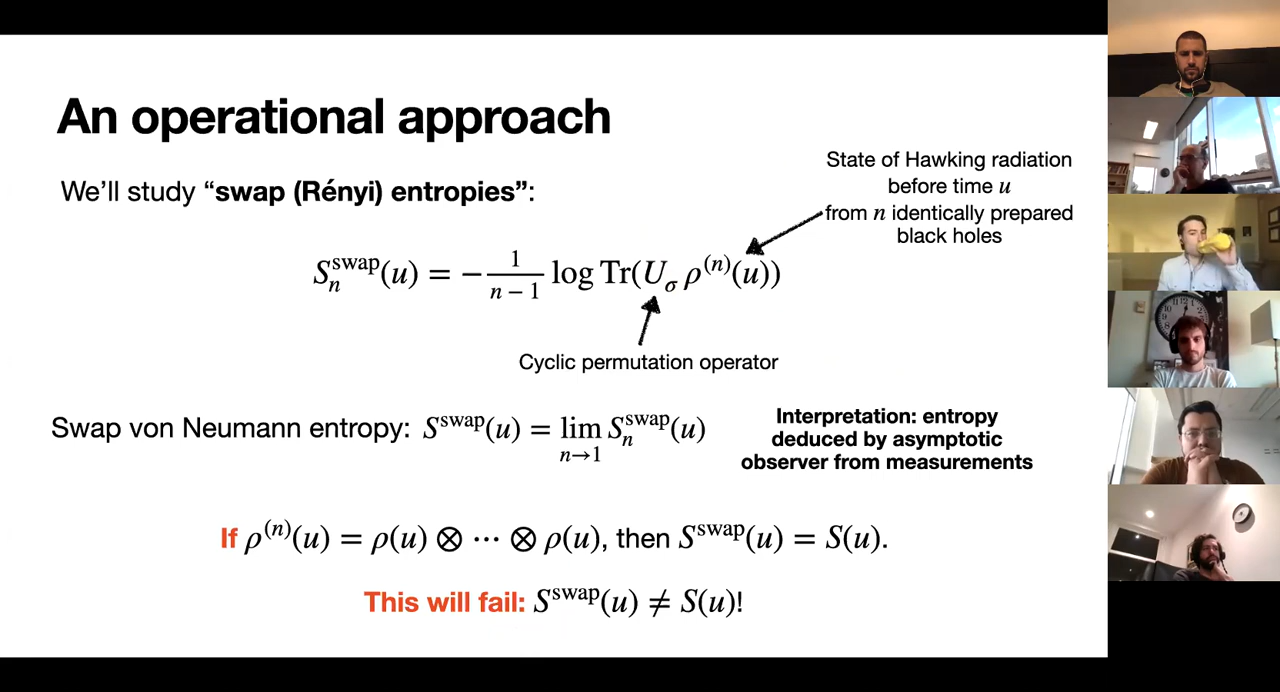 An operational approach
State of Hawking radiation
before time u
from n identically prepared
black holes
We'll study “swap (Rényi) entropies”:
Sₙ^swap(u) = − 1/(n − 1) log Tr(U_σ ρ^(n)(u))
Cyclic permutation operator
Swap von Neumann entropy: S^swap(u) = lim_{n→1} Sₙ^swap(u)
Interpretation: entropy
deduced by asymptotic
observer from measurements
If ρ^(n)(u) = ρ(u) ⊗ ⋯ ⊗ ρ(u), then S^swap(u) = S(u).
This will fail: S^swap(u) ≠ S(u)!